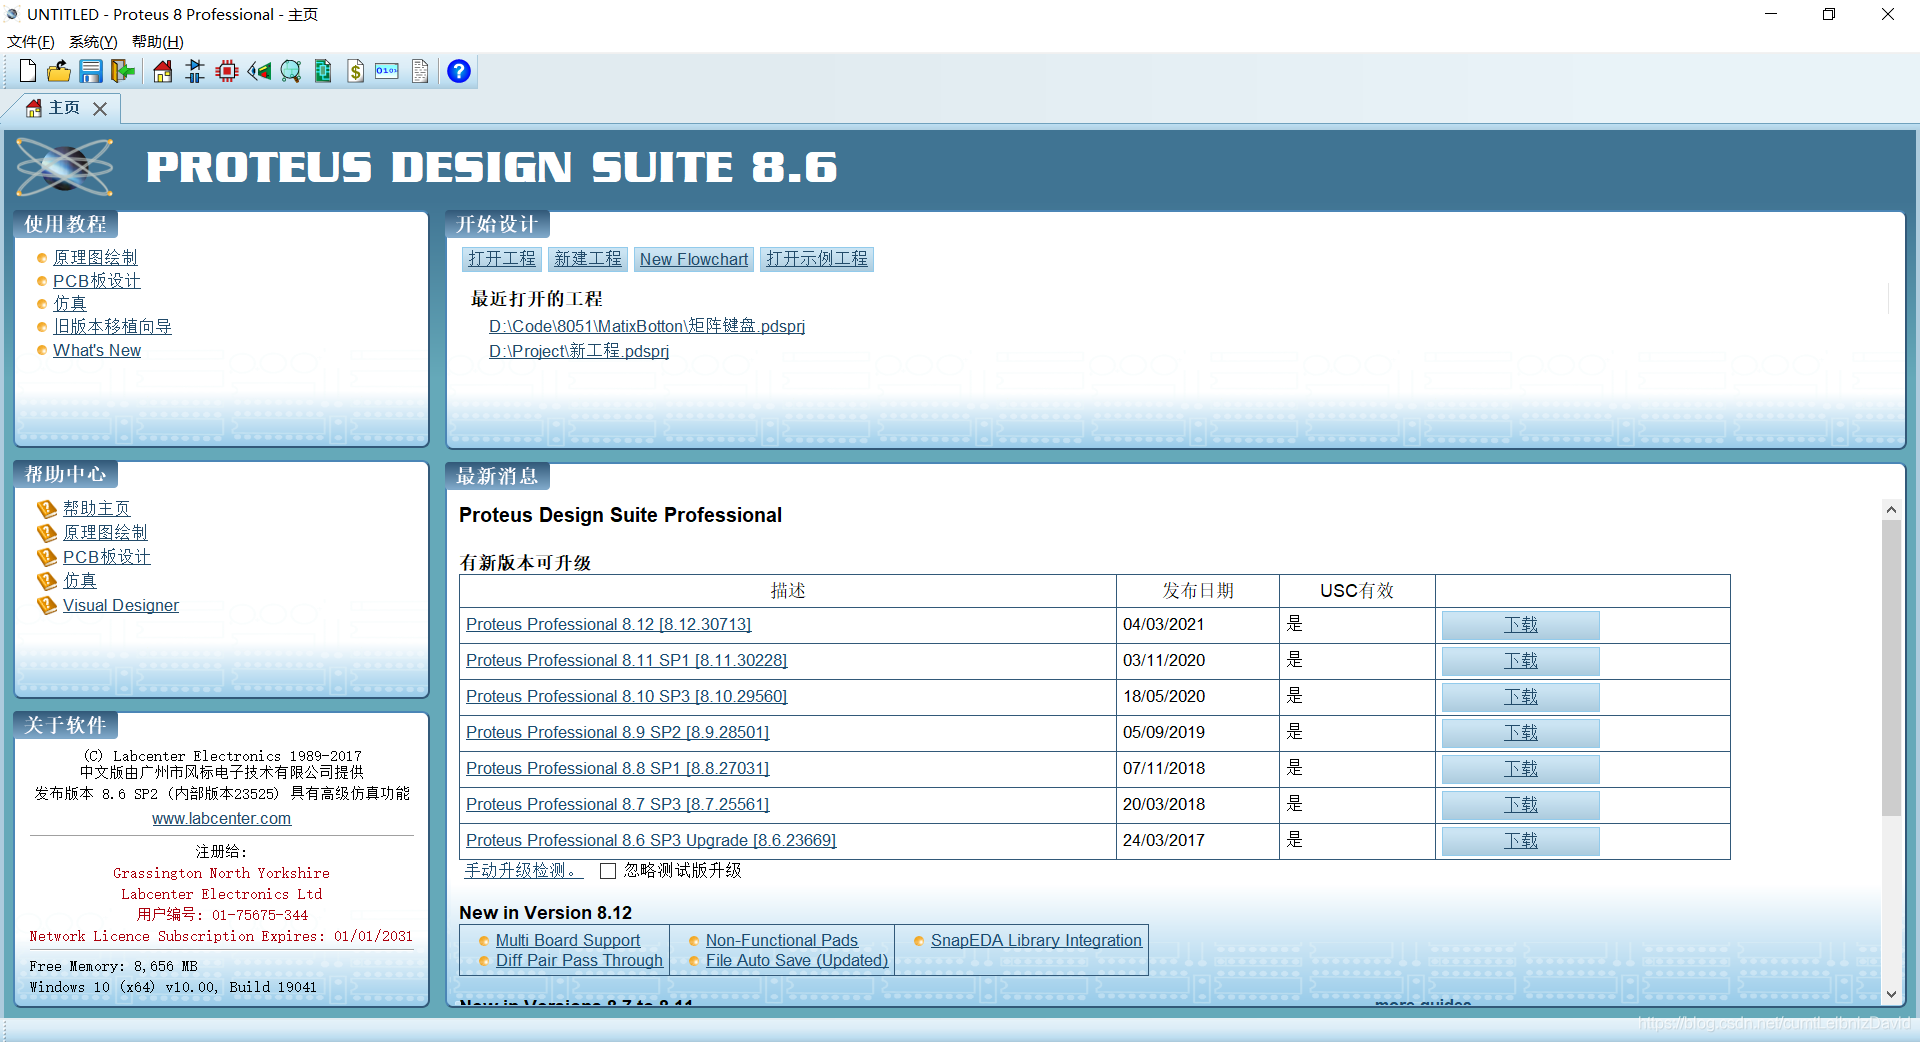 UNTITLED - Proteus 8 Professional - 主页
文件(F) 系统(Y) 帮助(H)
主页
PROTEUS DESIGN SUITE 8.6
使用教程
原理图绘制
PCB板设计
仿真
旧版本移植向导
What's New
开始设计
打开工程 新建工程 New Flowchart 打开示例工程
最近打开的工程
D:\Code\8051\MatixBotton\矩阵键盘.pdsprj
D:\Project\新工程.pdsprj
帮助中心
帮助主页
原理图绘制
PCB板设计
仿真
Visual Designer
关于软件
(C) Labcenter Electronics 1989-2017
中文版由广州市风标电子技术有限公司提供
发布版本 8.6 SP2 (内部版本23525) 具有高级仿真功能
www.labcenter.com
注册给:
Grassington North Yorkshire
Labcenter Electronics Ltd
用户编号: 01-75675-344
Network Licence Subscription Expires: 01/01/2031
Free Memory: 8,656 MB
Windows 10 (x64) v10.00, Build 19041
最新消息
Proteus Design Suite Professional
有新版本可升级
描述 发布日期 USC有效
Proteus Professional 8.12 [8.12.30713] 04/03/2021 是 下载
Proteus Professional 8.11 SP1 [8.11.30228] 03/11/2020 是 下载
Proteus Professional 8.10 SP3 [8.10.29560] 18/05/2020 是 下载
Proteus Professional 8.9 SP2 [8.9.28501] 05/09/2019 是 下载
Proteus Professional 8.8 SP1 [8.8.27031] 07/11/2018 是 下载
Proteus Professional 8.7 SP3 [8.7.25561] 20/03/2018 是 下载
Proteus Professional 8.6 SP3 Upgrade [8.6.23669] 24/03/2017 是 下载
手动升级检测。 忽略测试版升级
New in Version 8.12
Multi Board Support Non-Functional Pads SnapEDA Library Integration
Diff Pair Pass Through File Auto Save (Updated)
New in Versions 8.7 to 8.11 more guides
https://blog.csdn.net/cumtLeibnizDavid